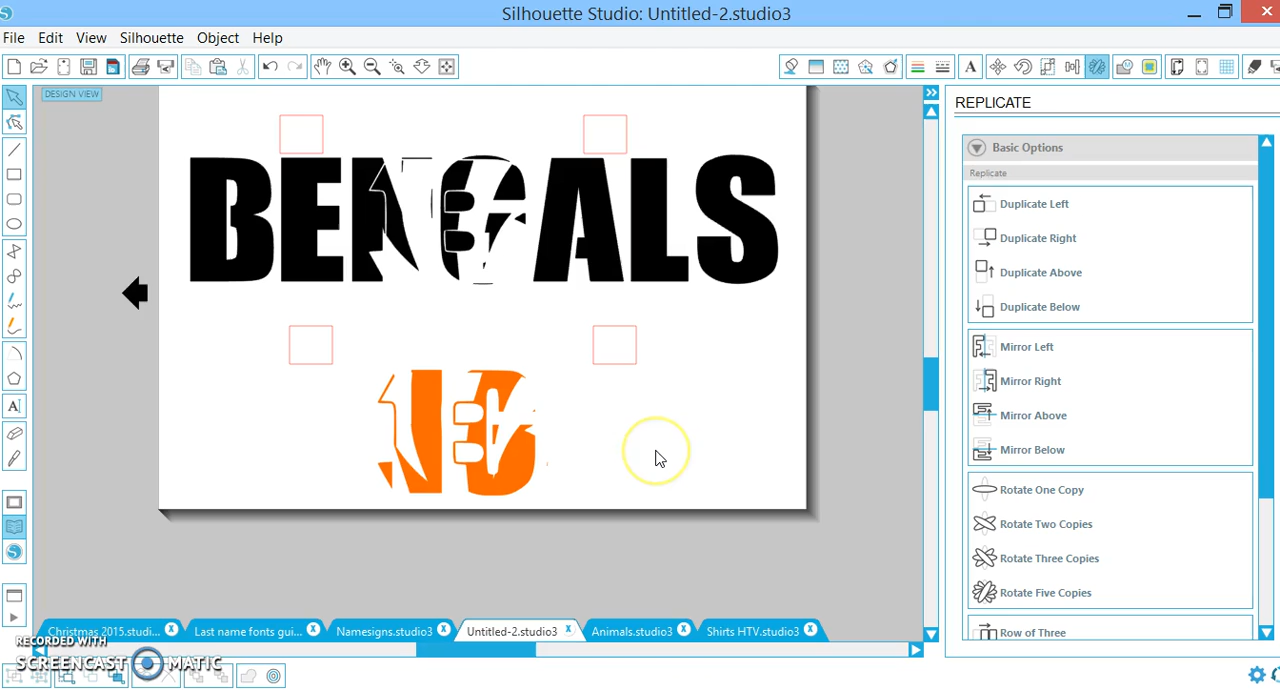 Silhouette Studio: Untitled-2.studio3
File Edit View Silhouette Object Help
DESIGN VIEW
REPLICATE
Basic Options
Replicate
Duplicate Left
Duplicate Right
Duplicate Above
Duplicate Below
Mirror Left
Mirror Right
Mirror Above
Mirror Below
Rotate One Copy
Rotate Two Copies
Rotate Three Copies
Rotate Five Copies
Row of Three
BENGALS
Christmas 2015.studi... Last name fonts gui... Namesigns.studio3 Untitled-2.studio3 Animals.studio3 Shirts HTV.studio3
RECORDED WITH
SCREENCAST MATIC